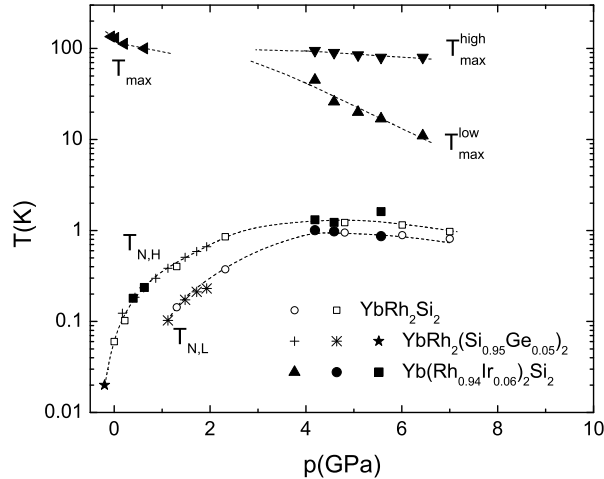 1000
100
10
1
0.1
0.01
T(K)
T_max
T_max^high
T_max^low
T_N,H
T_N,L
YbRh₂Si₂
YbRh₂(Si₀.₉₅Ge₀.₀₅)₂
Yb(Rh₀.₉₄Ir₀.₀₆)₂Si₂
0 2 4 6 8 10
p(GPa)